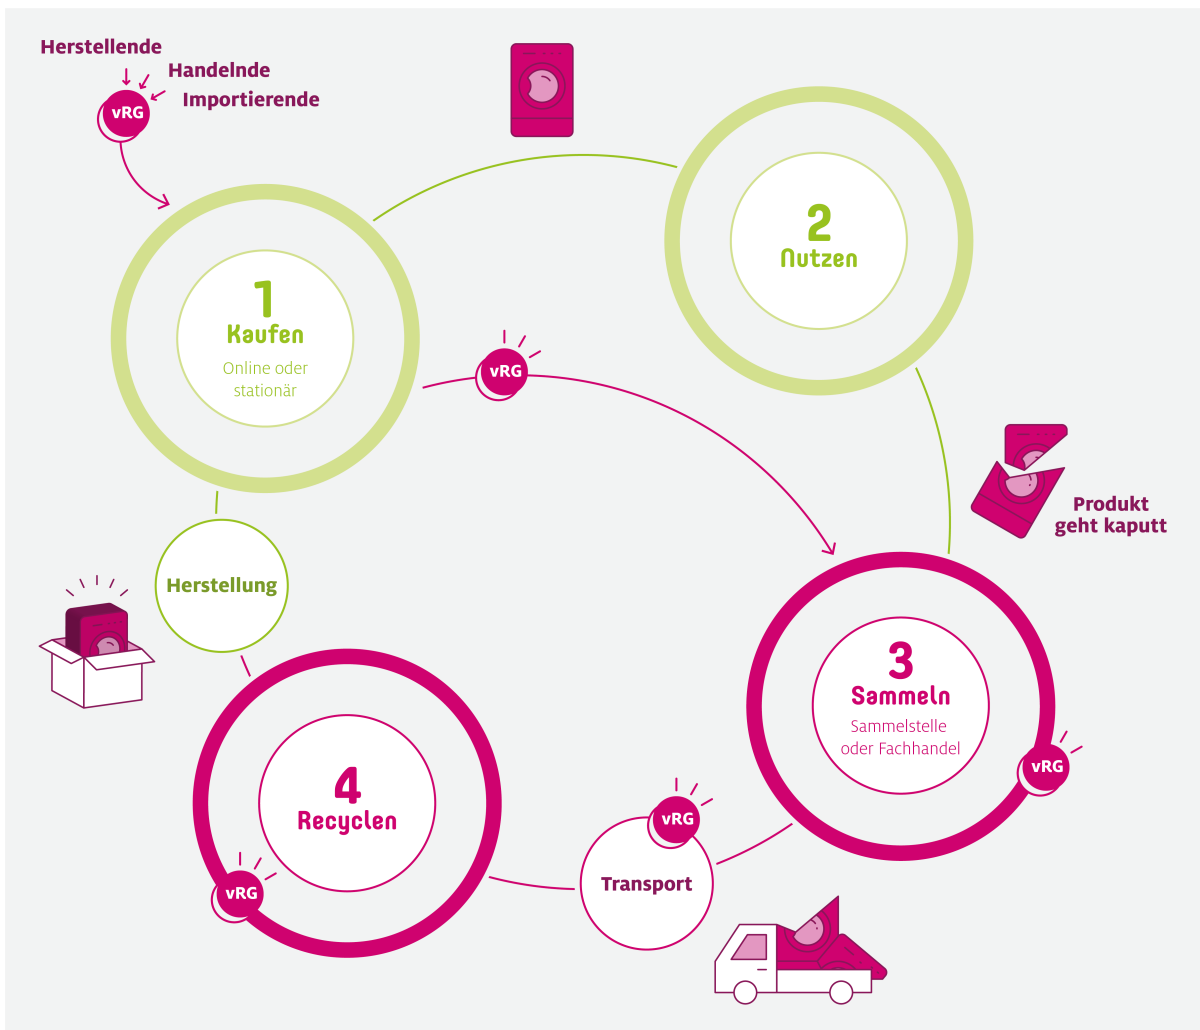 Herstellende
Handelnde
Importierende
vRG
1
Kaufen
Online oder
stationär
2
Nutzen
vRG
Produkt
geht kaputt
3
Sammeln
Sammelstelle
oder Fachhandel
vRG
vRG
Transport
4
Recyclen
vRG
Herstellung